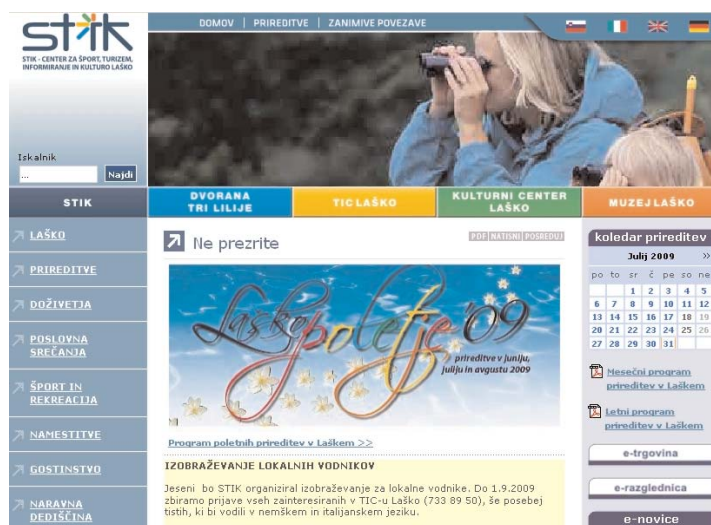 DOMOV | PRIREDITVE | ZANIMIVE POVEZAVE
stik
STIK - CENTER ZA ŠPORT, TURIZEM,
INFORMIRANJE IN KULTURO LAŠKO
Iskalnik
...
Najdi
STIK
DVORANA
TRI LILIJE
TIC LAŠKO
KULTURNI CENTER
LAŠKO
MUZEJ LAŠKO
LAŠKO
PRIREDITVE
DOŽIVETJA
POSLOVNA
SREČANJA
ŠPORT IN
REKREACIJA
NAMESTITVE
GOSTINSTVO
NARAVNA
DEDIŠČINA
Ne prezrite
PDF | NATISNI | POSREDUJ
Laško poletje '09
prireditve v juniju,
juliju in avgustu 2009
Program poletnih prireditev v Laškem >>
IZOBRAŽEVANJE LOKALNIH VODNIKOV
Jeseni bo STIK organiziral izobraževanje za lokalne vodnike. Do 1.9.2009
zbiramo prijave vseh zainteresiranih v TIC-u Laško (733 89 50), še posebej
tistih, ki bi vodili v nemškem in italijanskem jeziku.
koledar prireditev
Julij 2009 >>
po to sr č pe so ne
1 2 3 4 5
6 7 8 9 10 11 12
13 14 15 16 17 18 19
20 21 22 23 24 25 26
27 28 29 30 31
Mesečni program
prireditev v Laškem
Letni program
prireditev v Laškem
e-trgovina
e-razglednica
e-novice